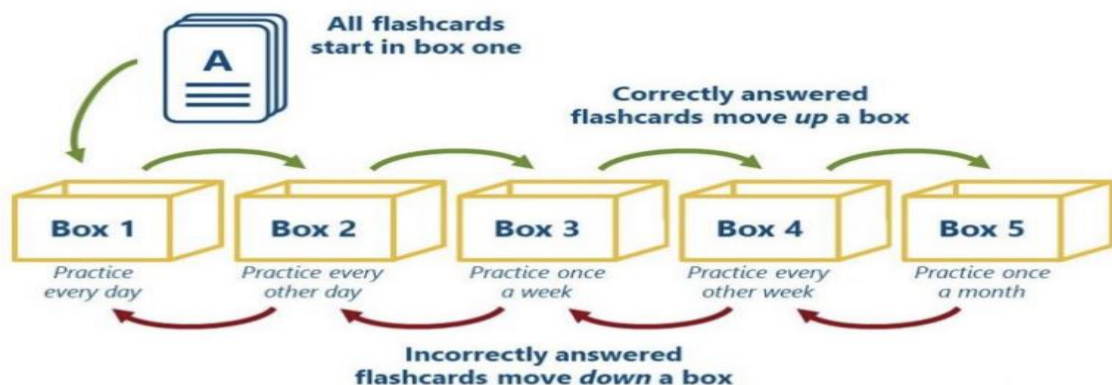 All flashcards
start in box one
A
Correctly answered
flashcards move up a box
Box 1
Box 2
Box 3
Box 4
Box 5
Practice
every day
Practice every
other day
Practice once
a week
Practice every
other week
Practice once
a month
Incorrectly answered
flashcards move down a box